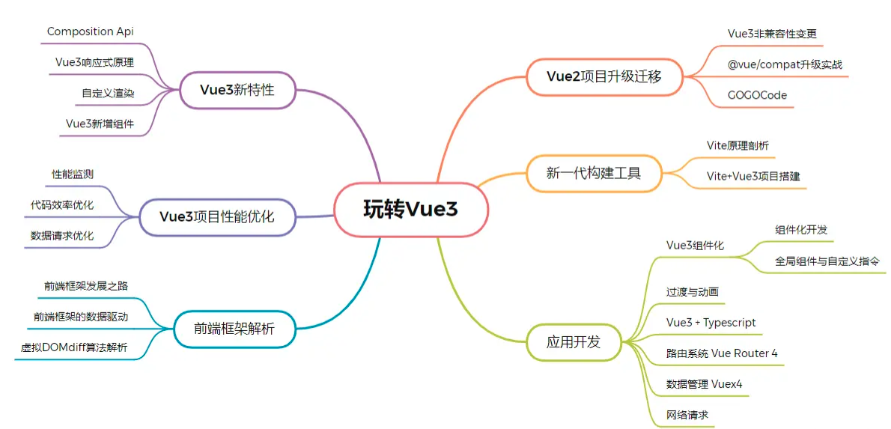 玩转Vue3
Vue3新特性
Composition Api
Vue3响应式原理
自定义渲染
Vue3新增组件
Vue3项目性能优化
性能监测
代码效率优化
数据请求优化
前端框架解析
前端框架发展之路
前端框架的数据驱动
虚拟DOMdiff算法解析
Vue2项目升级迁移
Vue3非兼容性变更
@vue/compat升级实战
GOGOCode
新一代构建工具
Vite原理剖析
Vite+Vue3项目搭建
应用开发
Vue3组件化
组件化开发
全局组件与自定义指令
过渡与动画
Vue3 + Typescript
路由系统 Vue Router 4
数据管理 Vuex4
网络请求